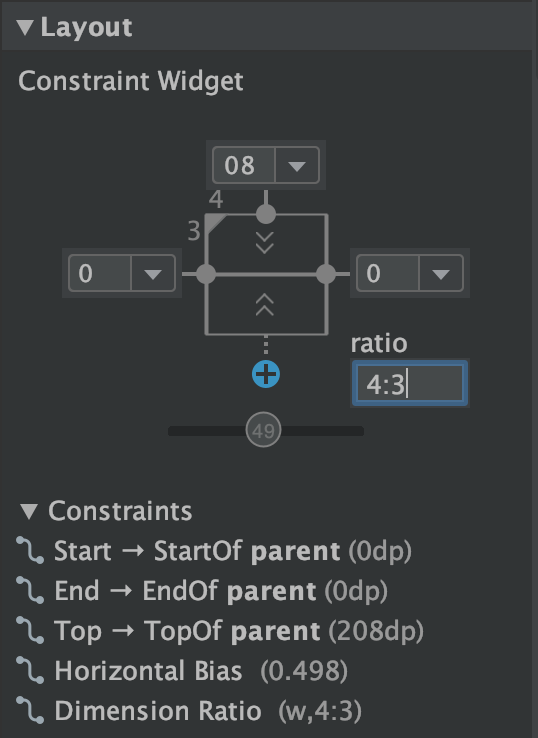 Layout
Constraint Widget
08
4
3
0
0
ratio
4:3
49
Constraints
Start → StartOf parent (0dp)
End → EndOf parent (0dp)
Top → TopOf parent (208dp)
Horizontal Bias (0.498)
Dimension Ratio (w,4:3)